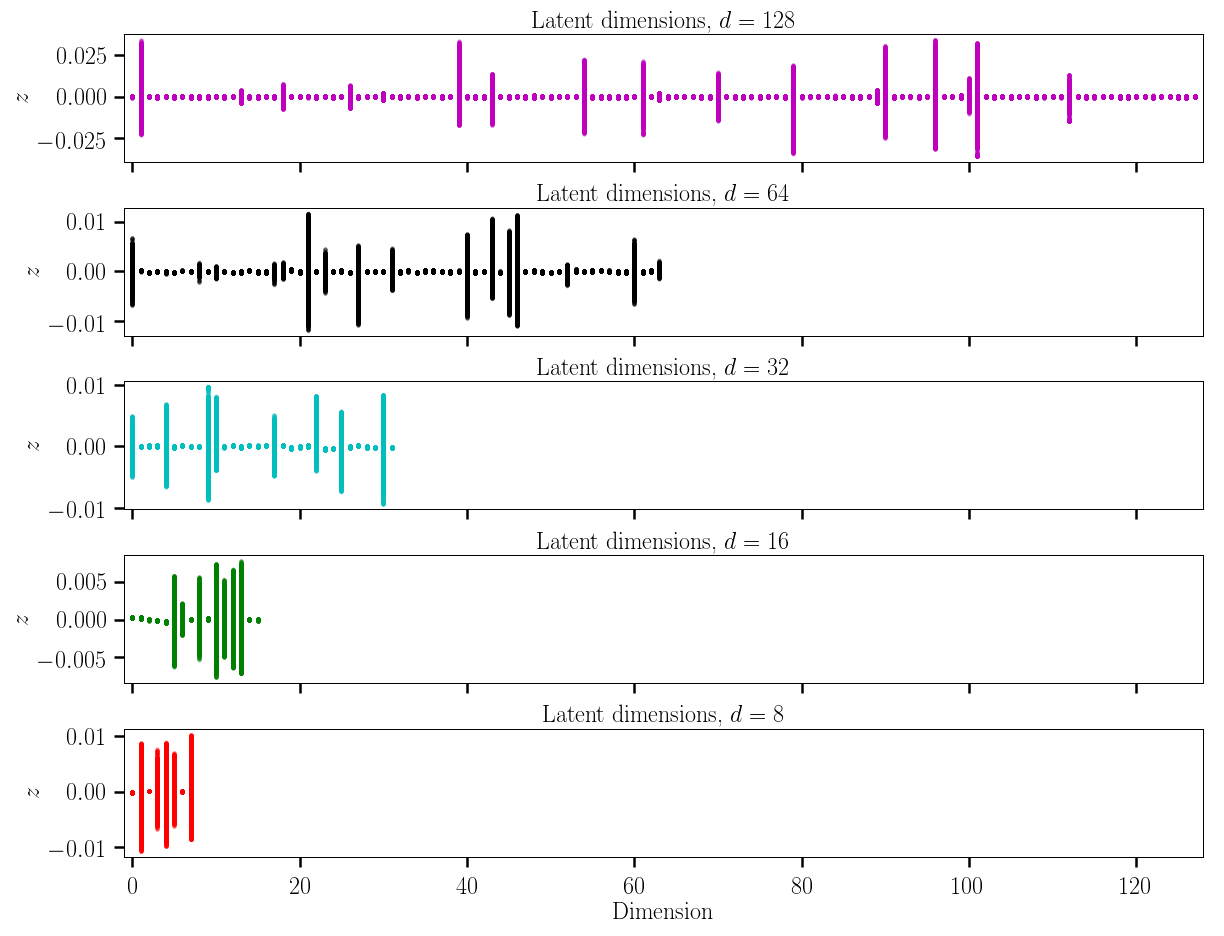 Latent dimensions, d = 128
0.025
0.000
−0.025
z
Latent dimensions, d = 64
0.01
0.00
−0.01
z
Latent dimensions, d = 32
0.01
0.00
−0.01
z
Latent dimensions, d = 16
0.005
0.000
−0.005
z
Latent dimensions, d = 8
0.01
0.00
−0.01
z
0 20 40 60 80 100 120
Dimension